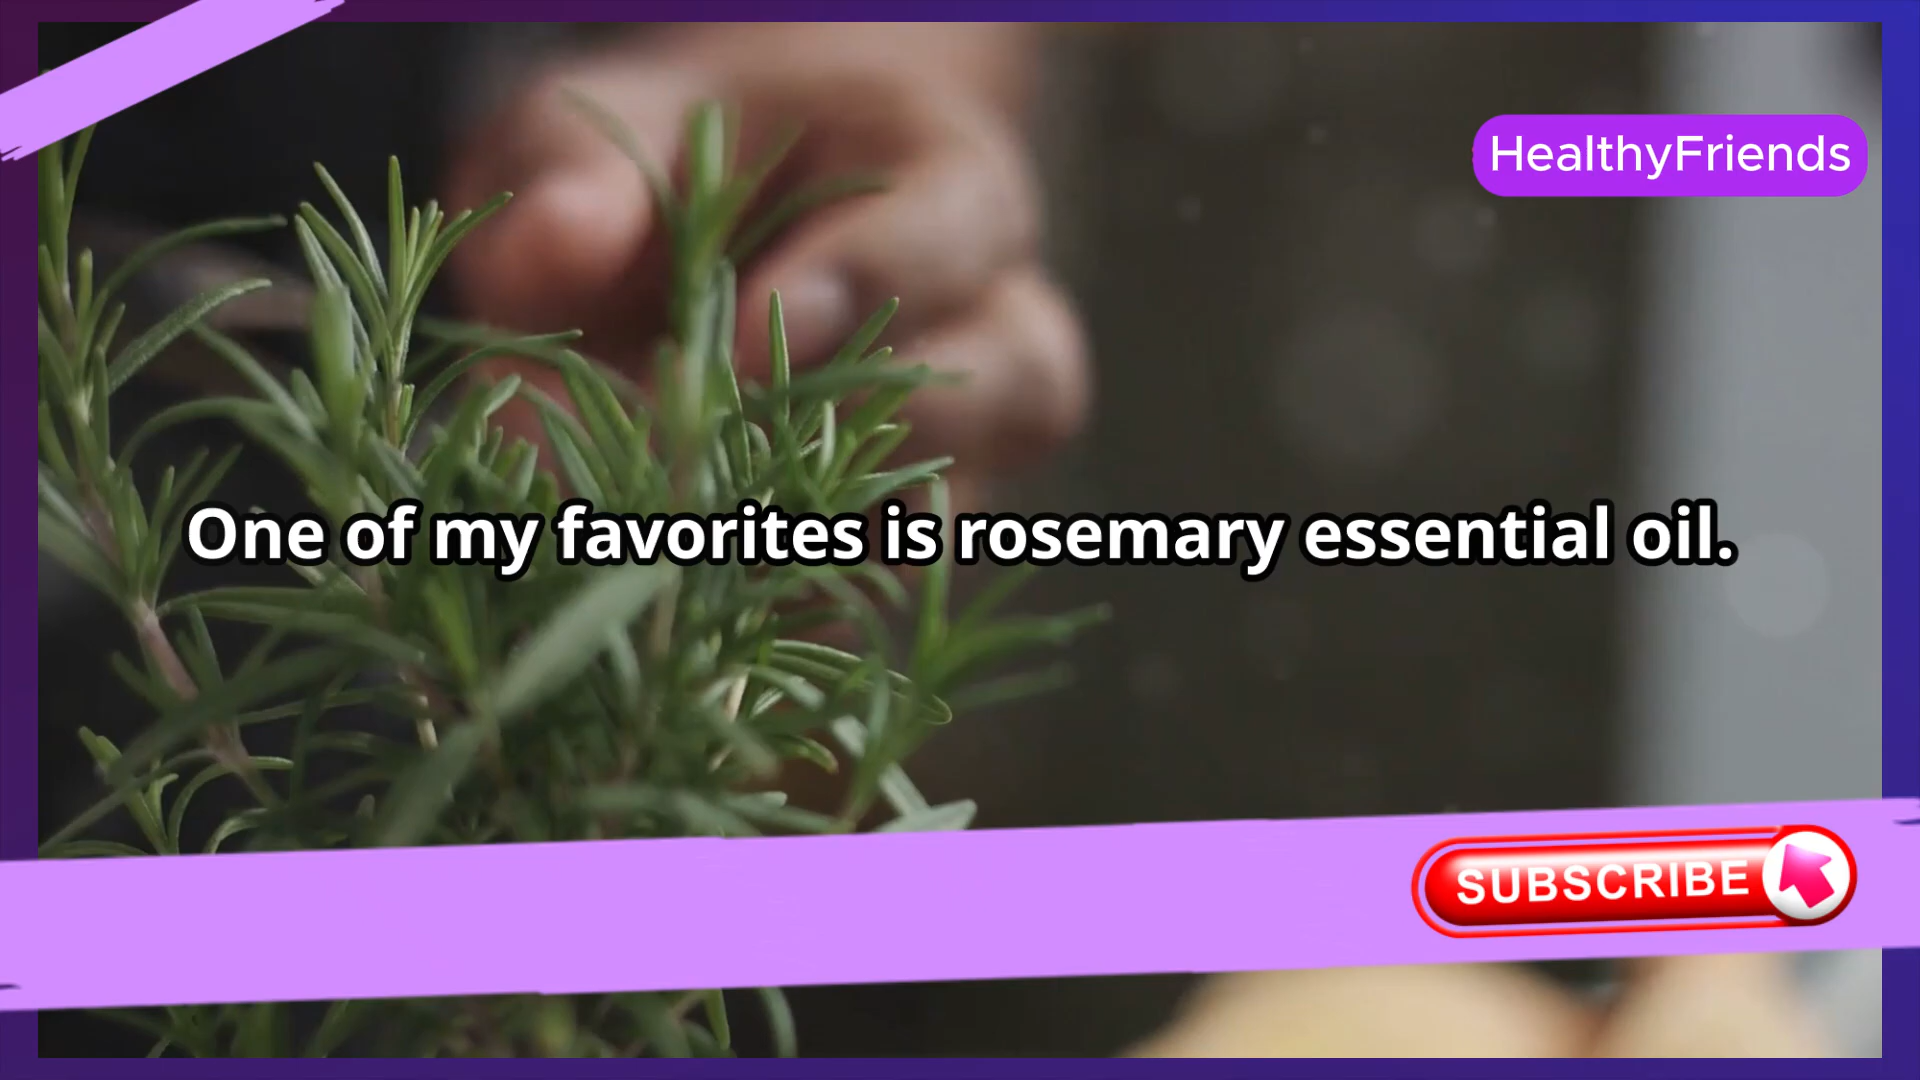 HealthyFriends
One of my favorites is rosemary essential oil.
SUBSCRIBE